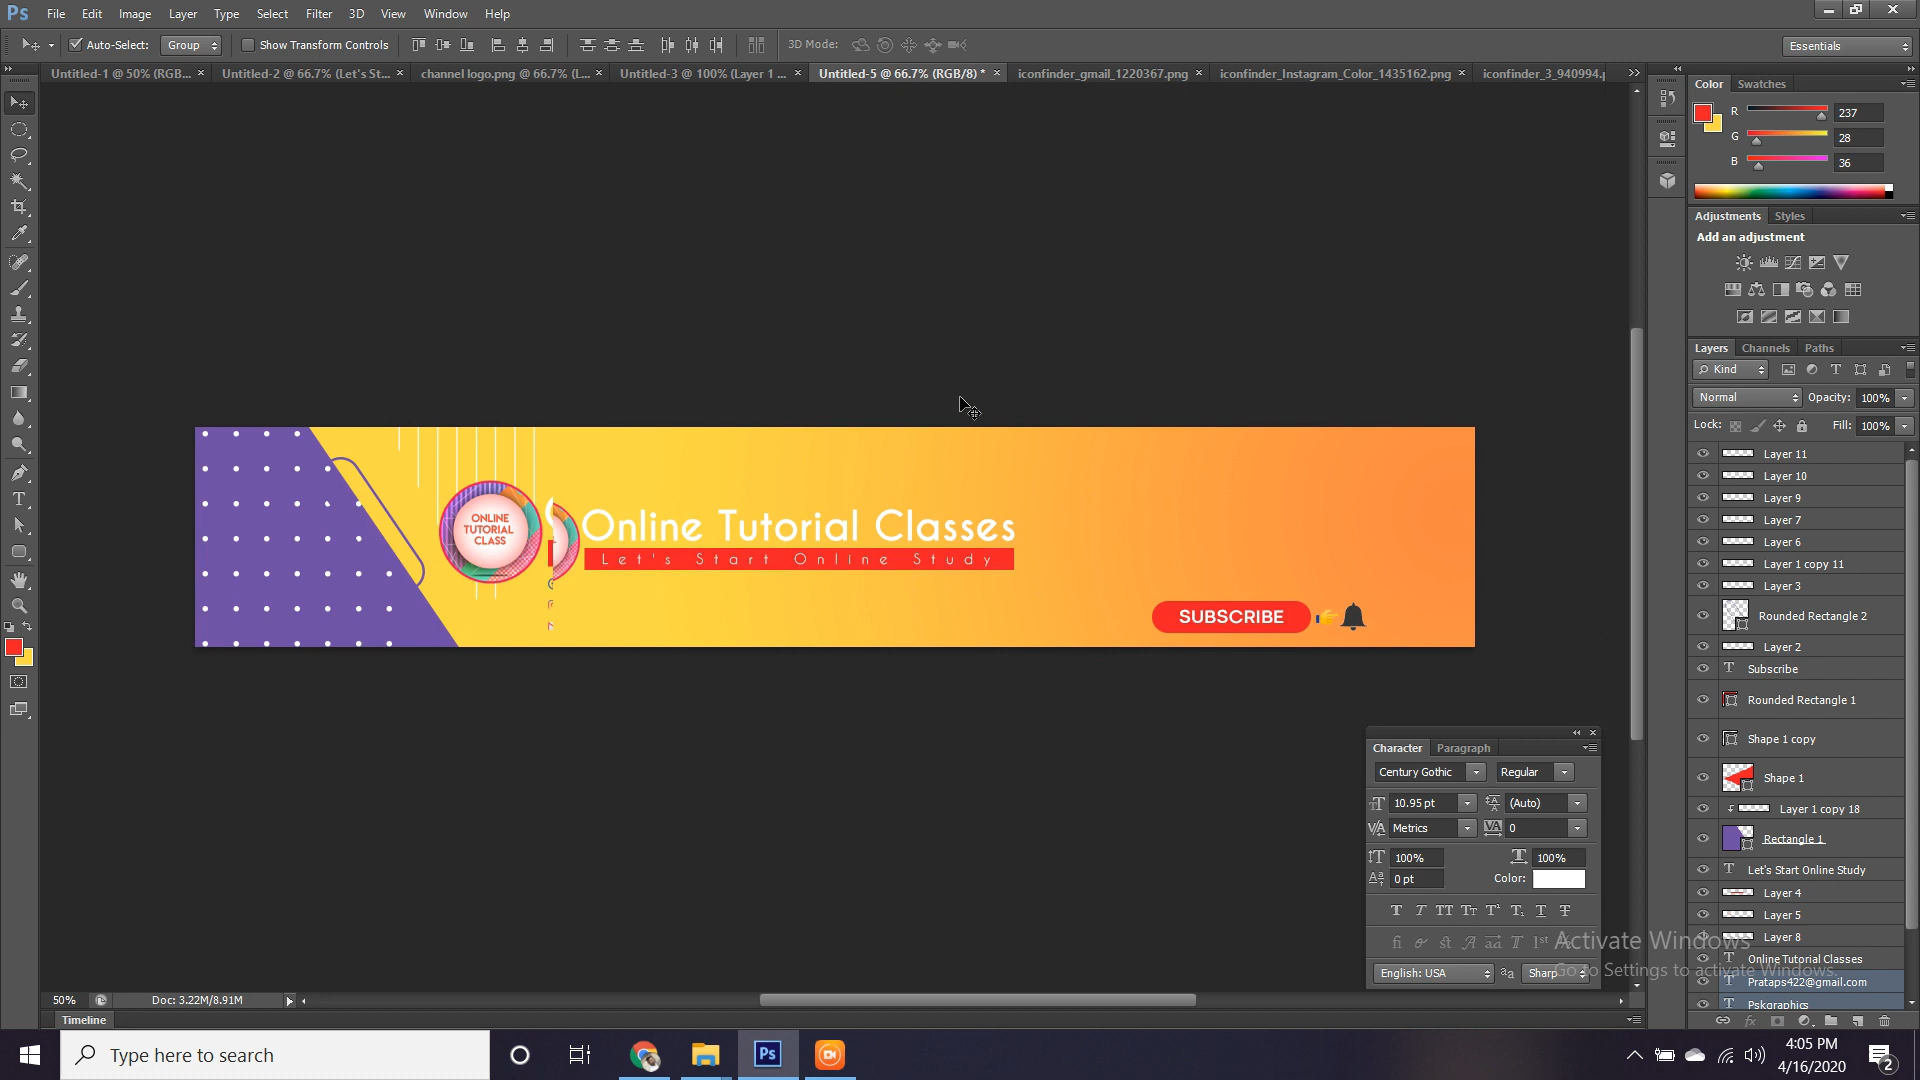 Ps File Edit Image Layer Type Select Filter 3D View Window Help
Auto-Select: Group Show Transform Controls 3D Mode: Essentials
Untitled-1 @ 50% (RGB... × Untitled-2 @ 66.7% (Let's St... × channel logo.png @ 66.7% (L... × Untitled-3 @ 100% (Layer 1 ... × Untitled-5 @ 66.7% (RGB/8) * × iconfinder_gmail_1220367.png × iconfinder_Instagram_Color_1435162.png × iconfinder_3_940994.p
Color Swatches
R 237
G 28
B 36
Adjustments Styles
Add an adjustment
Layers Channels Paths
Kind
Normal Opacity: 100%
Lock: Fill: 100%
Layer 11
Layer 10
Layer 9
Layer 7
Layer 6
Layer 1 copy 11
Layer 3
Rounded Rectangle 2
Layer 2
Subscribe
Rounded Rectangle 1
Shape 1 copy
Shape 1
Layer 1 copy 18
Rectangle 1
Let's Start Online Study
Layer 4
Layer 5
Layer 8
Online Tutorial Classes
Prataps422@gmail.com
Pskgraphics
ONLINE
TUTORIAL
CLASS
Online Tutorial Classes
Let's Start Online Study
SUBSCRIBE
Character Paragraph
Century Gothic Regular
10.95 pt (Auto)
Metrics 0
100% 100%
0 pt Color:
English: USA Sharp
Activate Windows
Go to Settings to activate Windows.
50% Doc: 3.22M/8.91M
Timeline
Type here to search
Ps
4:05 PM
4/16/2020
2